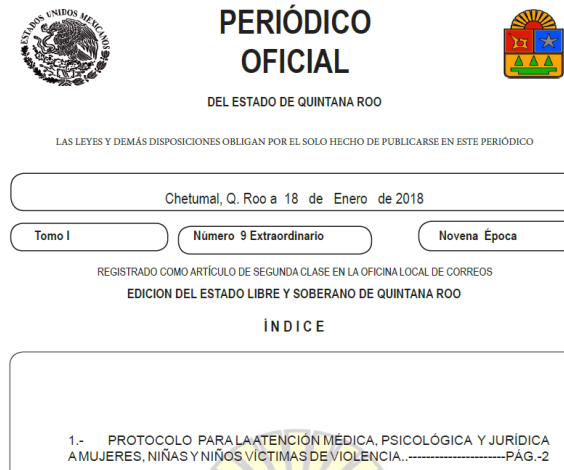 ESTADOS UNIDOS MEXICANOS
PERIÓDICO
OFICIAL
DEL ESTADO DE QUINTANA ROO
LAS LEYES Y DEMÁS DISPOSICIONES OBLIGAN POR EL SOLO HECHO DE PUBLICARSE EN ESTE PERIÓDICO
Chetumal, Q. Roo a 18 de Enero de 2018
Tomo I Número 9 Extraordinario Novena Época
REGISTRADO COMO ARTÍCULO DE SEGUNDA CLASE EN LA OFICINA LOCAL DE CORREOS
EDICION DEL ESTADO LIBRE Y SOBERANO DE QUINTANA ROO
ÍNDICE
1.- PROTOCOLO PARA LA ATENCIÓN MÉDICA, PSICOLÓGICA Y JURÍDICA
A MUJERES, NIÑAS Y NIÑOS VÍCTIMAS DE VIOLENCIA..----------------------PÁG.-2